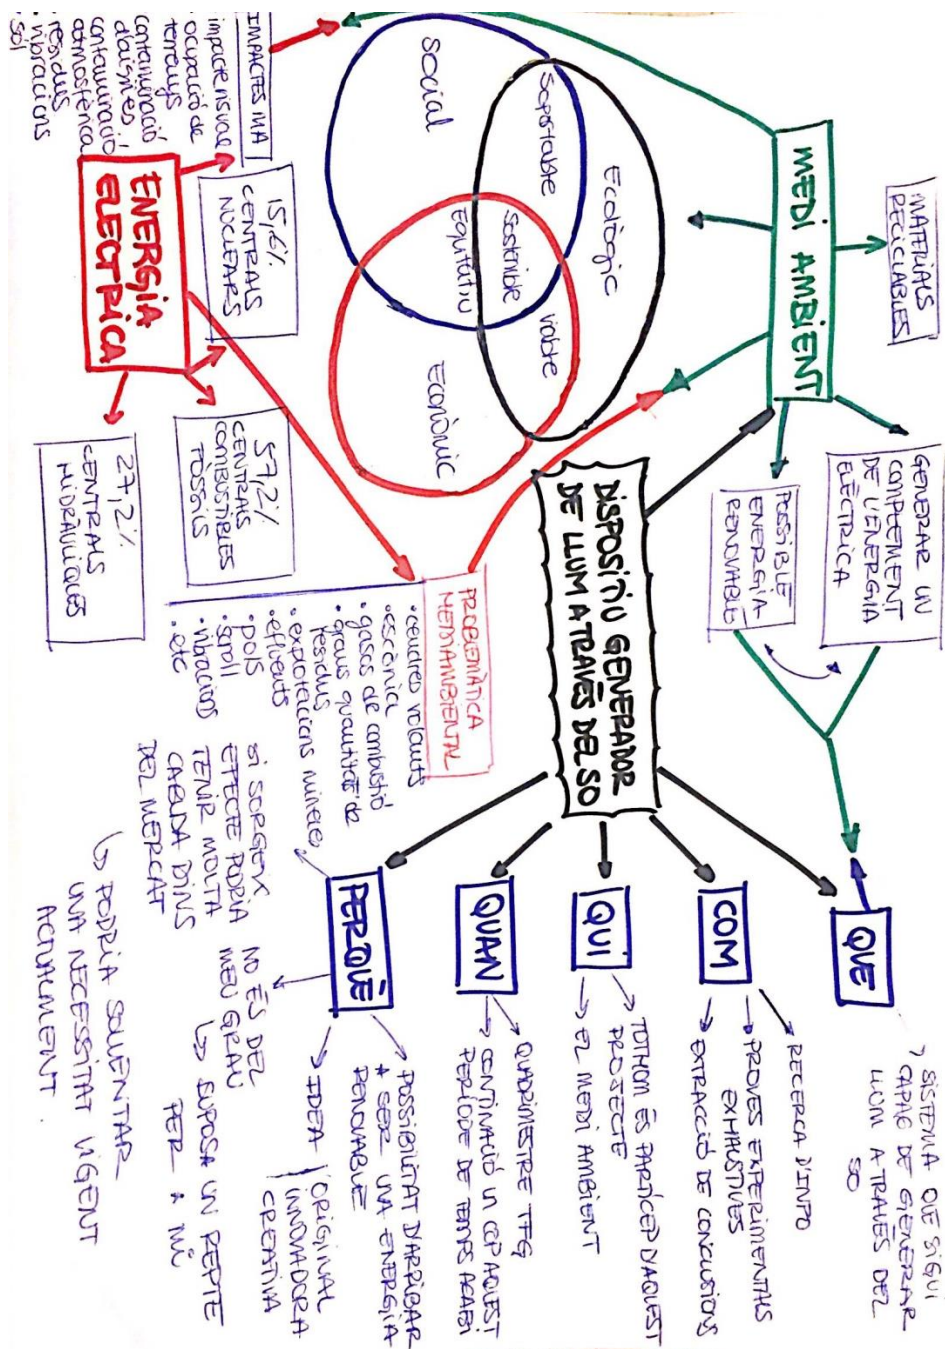 MATERIALS
RECICLABLES
MEDI AMBIENT
GENERAR UN
COMPLEMENT
DE L'ENERGIA
ELÈCTRICA
POSSIBLE
ENERGIA
RENOVABLE
Ecològic
Soportable
Social
Sostenible
Viable
Equitatiu
Econòmic
IMPACTES MA
impacte visual
ocupació de
terrenys
contaminació
d'aigües
contaminació
atmosfèrica
residus
vibracions
sòl
ENERGIA
ELECTRICA
15,6%
CENTRALS
NUCLEARS
57,2%
CENTRALS
COMBUSTIBLES
FÒSSILS
27,2%
CENTRALS
HIDRÀULIQUES
PROBLEMÀTICA
MEDIAMBIENTAL
· cendres volants
· escòria
· gasos de combustió
· grans quantitats de
residus
· explotacions mineres
· efluents
· pols
· soroll
· vibracions
· etc
DISPOSITIU GENERADOR
DE LLUM A TRAVÉS DEL SO
QUE
SISTEMA QUE SIGUI
CAPAÇ DE GENERAR
LLUM A TRAVÉS DEL
SO
COM
RECERCA D'INFO
PROVES EXPERIMENTALS
EXHAUSTIVES
EXTRACCIÓ DE CONCLUSIONS
QUI
TOTHOM ÉS PARTÍCEP D'AQUEST
PROJECTE
EL MEDI AMBIENT
QUAN
QUADRIMESTRE TFG
CONTINUACIÓ UN COP AQUEST
PERÍODE DE TEMPS ACABI
PERQUÈ
POSSIBILITAT D'ARRIBAR
A SER UNA ENERGIA
RENOVABLE
IDEA
ORIGINAL
INNOVADORA
CREATIVA
NO ÉS DEL
MEU GRAU
SUPOSA UN REPTE
PER A MÍ
SI SORGEIX
EFECTE PODRIA
TENIR MOLTA
CABUDA DINS
DEL MERCAT
PODRIA SOLVENTAR
UNA NECESSITAT VIGENT
ACTUALMENT.